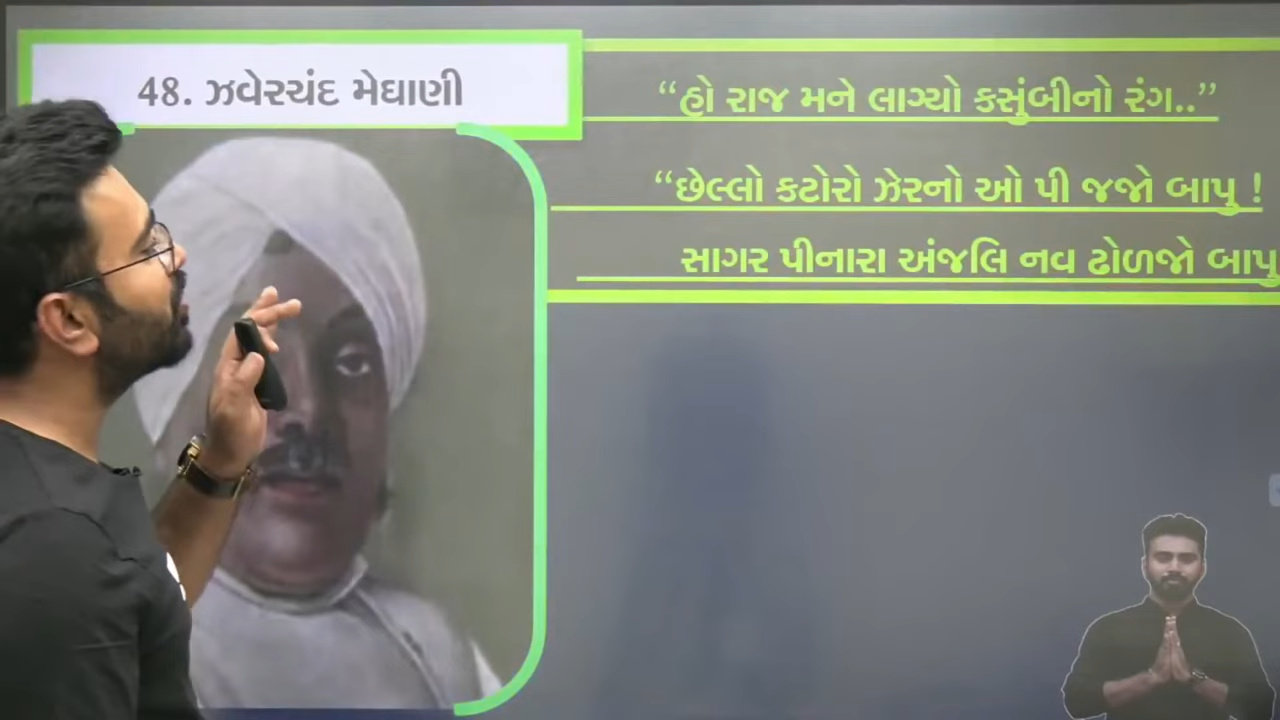 48. ઝવેરચંદ મેઘાણી
“હો રાજ મને લાગ્યો કસુંબીનો રંગ..”
“છેલ્લો કટોરો ઝેરનો ઓ પી જજો બાપુ !
સાગર પીનારા અંજલિ નવ ઢોળજો બાપુ